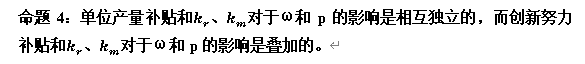 命题 4：单位产量补贴和kᵣ、kₘ对于ω和 p 的影响是相互独立的，而创新努力
补贴和kᵣ、kₘ对于ω和 p 的影响是叠加的。↵